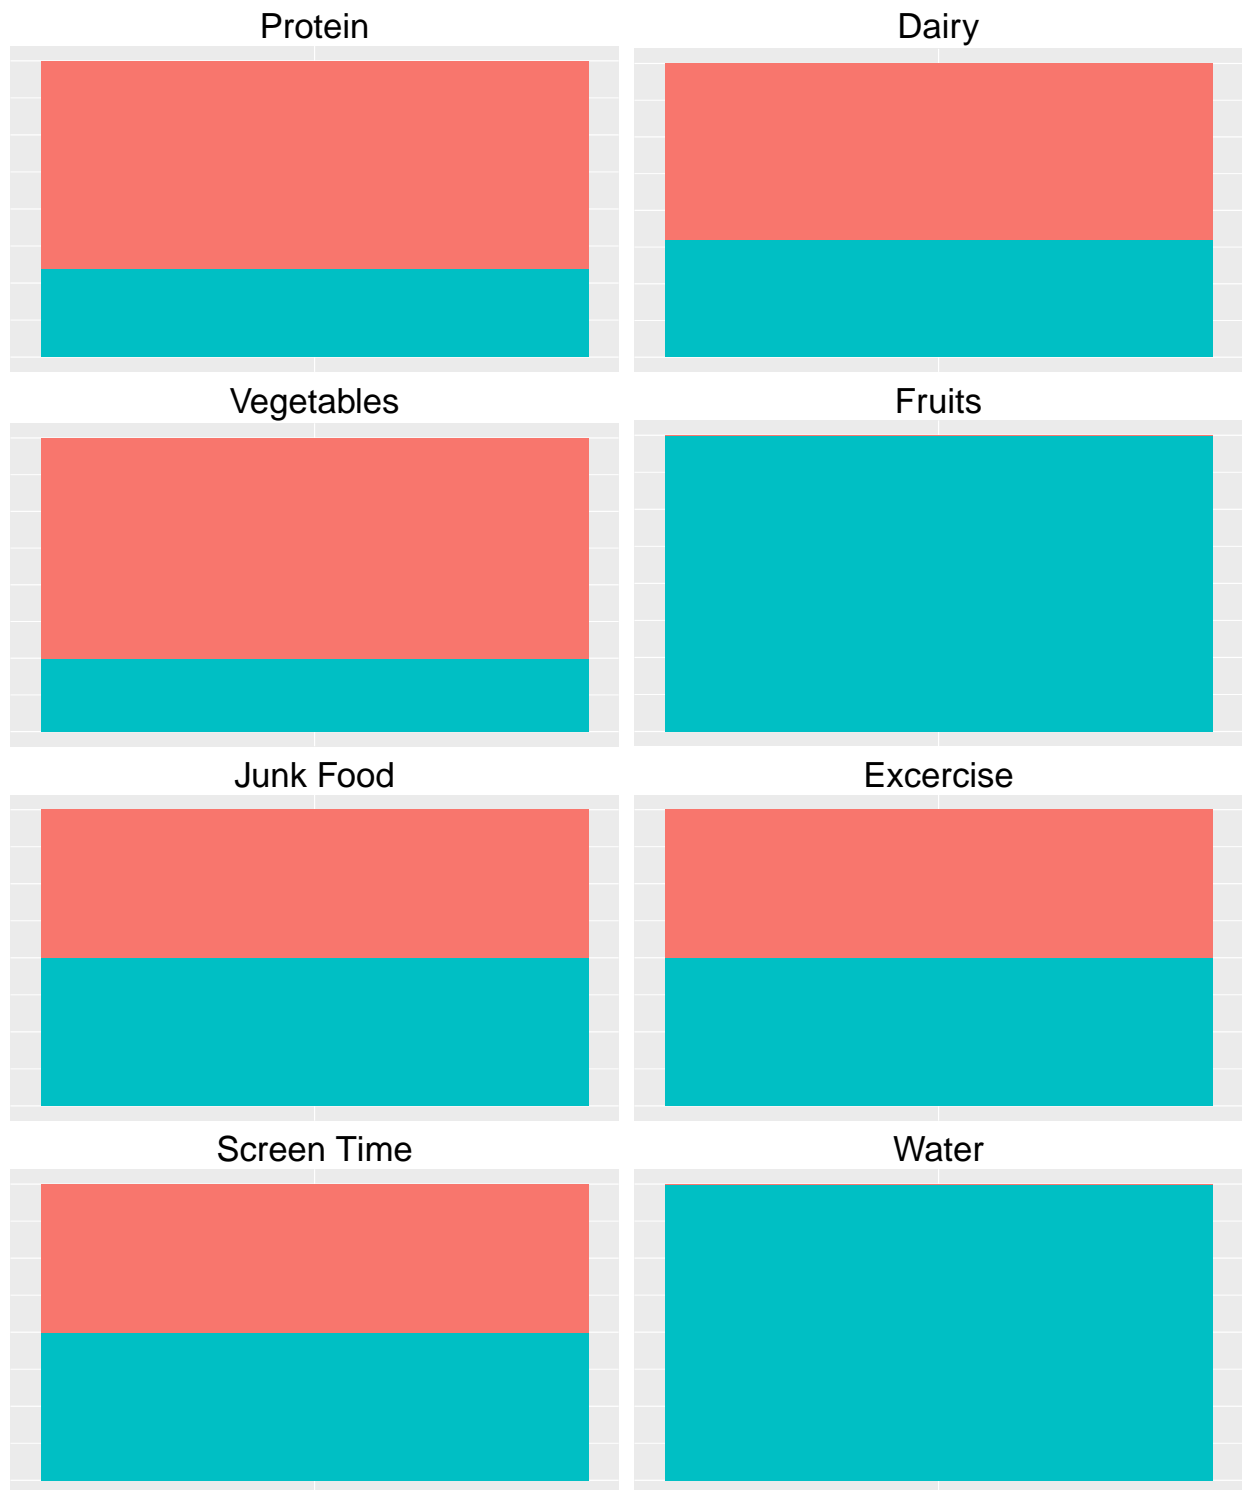 Protein
Dairy
Vegetables
Fruits
Junk Food
Excercise
Screen Time
Water